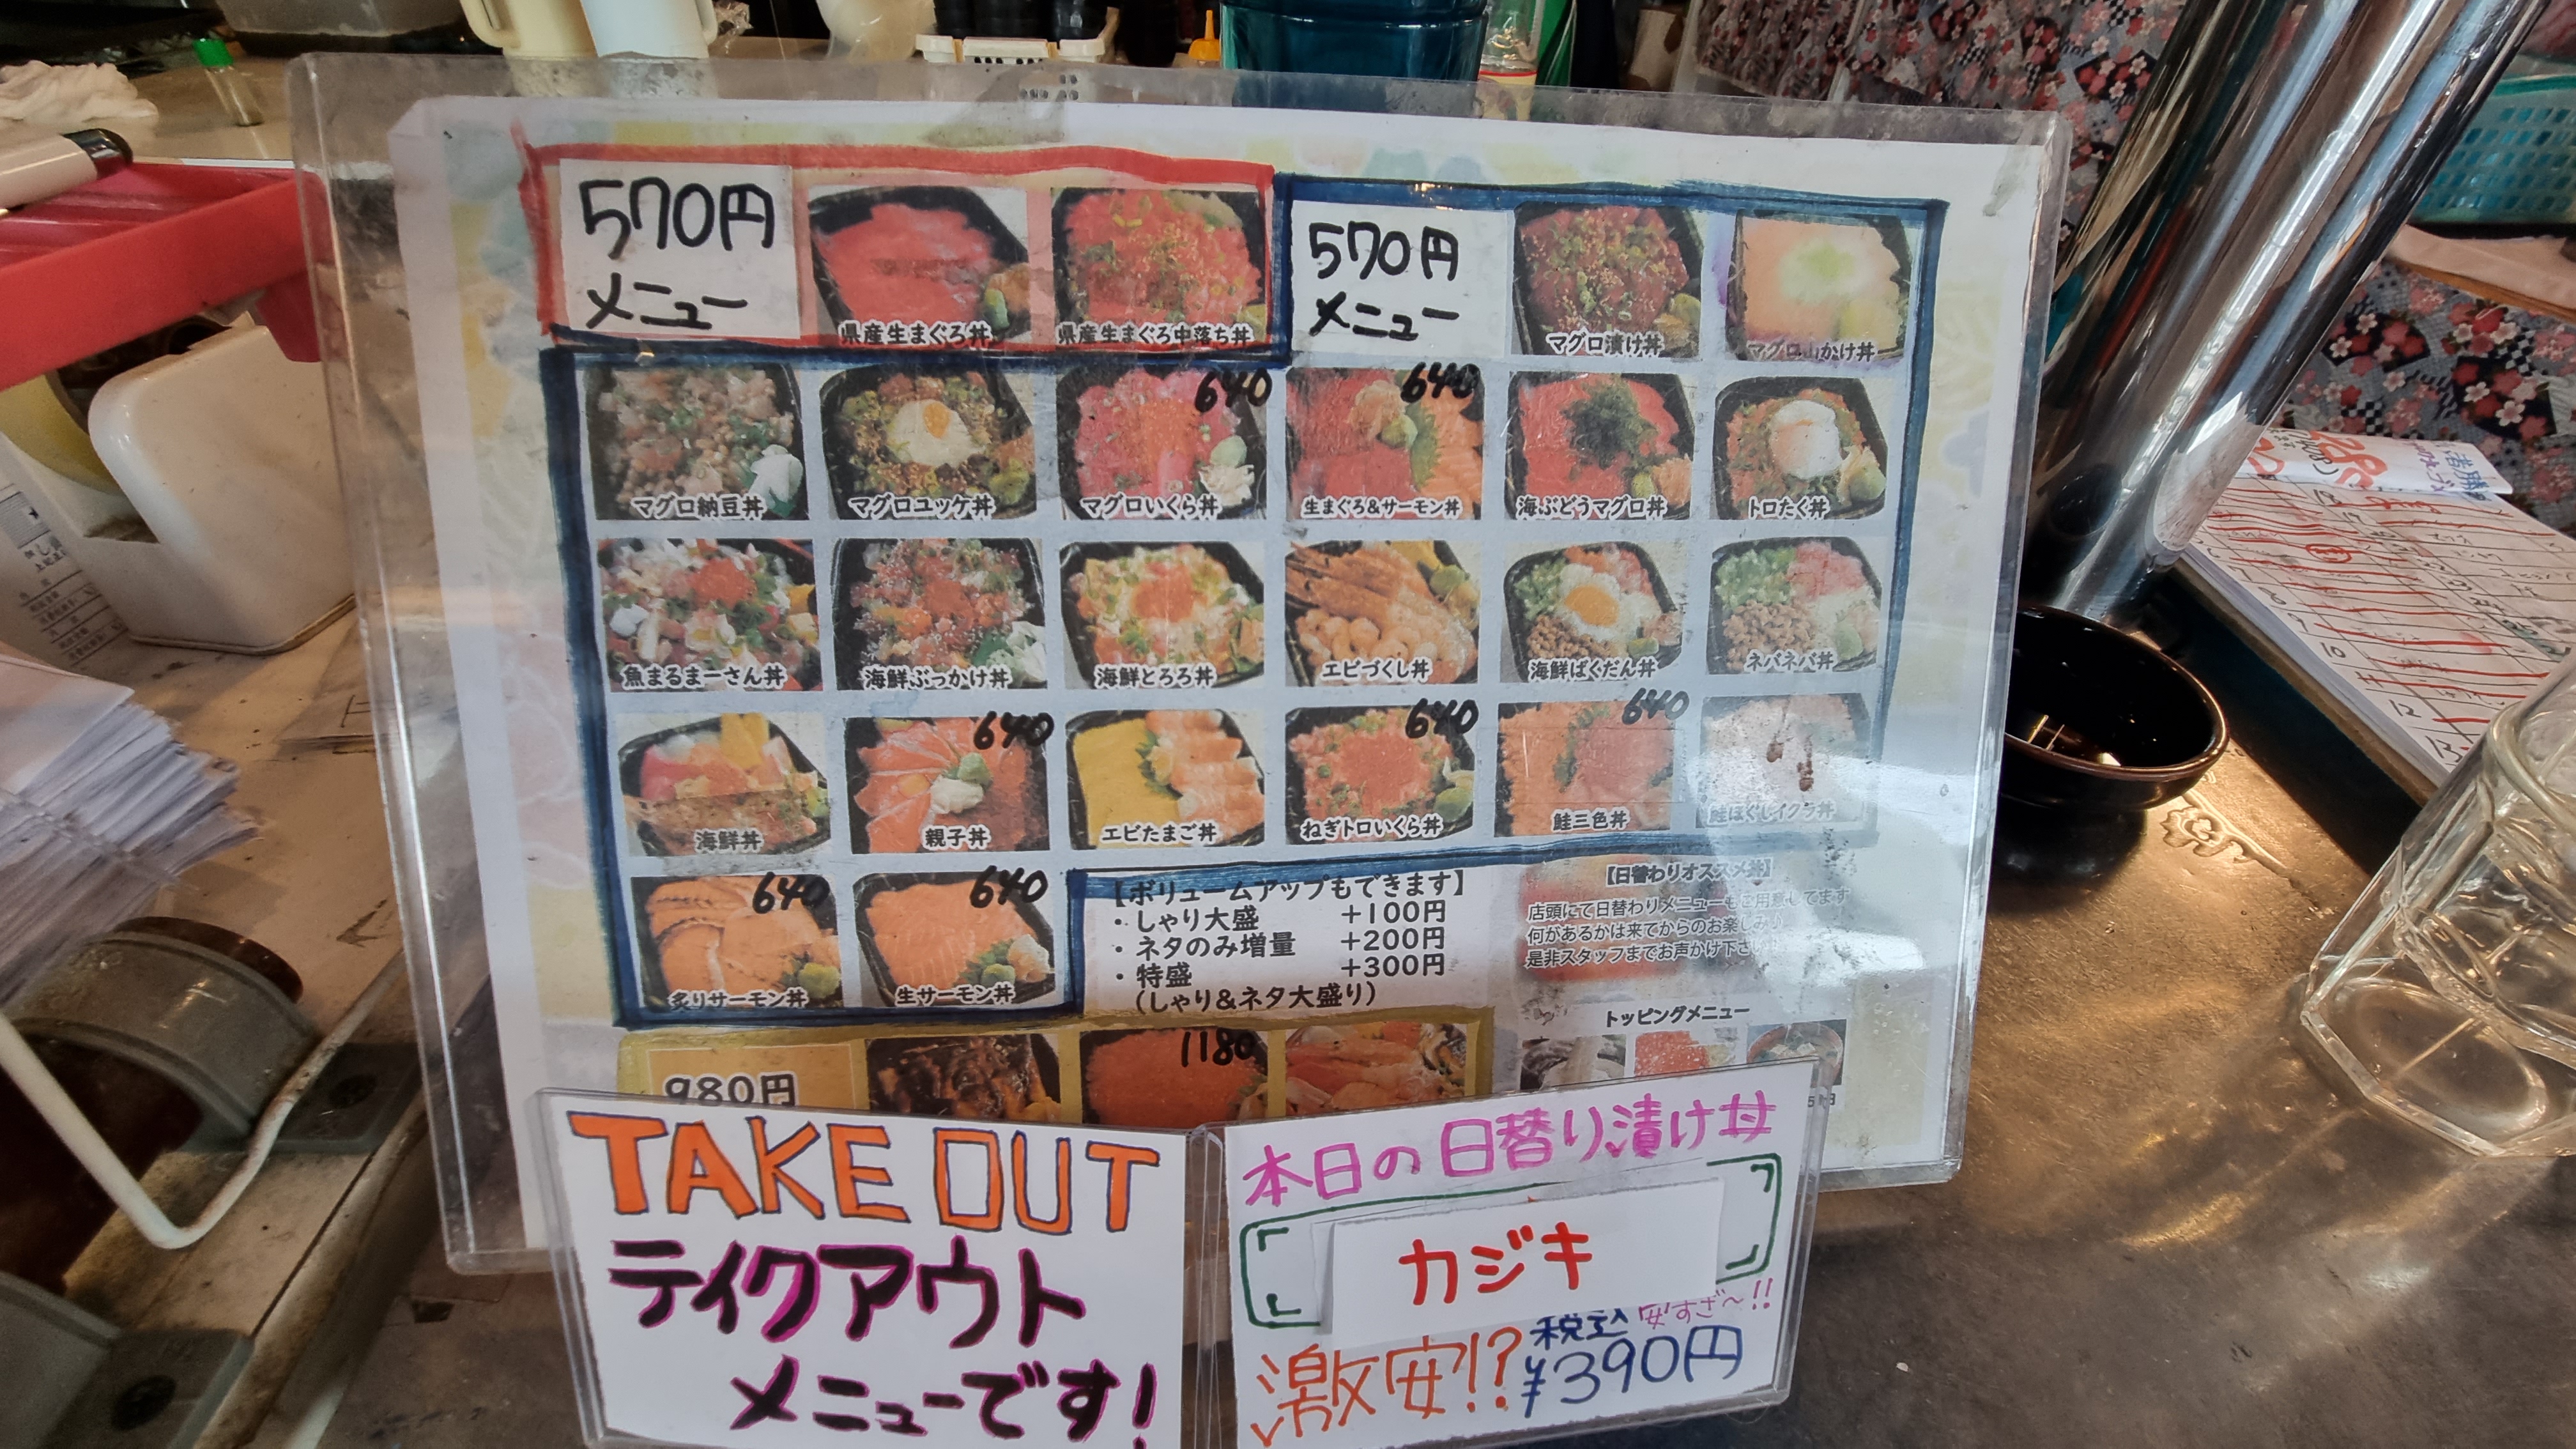 570円
メニュー
県産生まぐろ丼
県産生まぐろ中落ち丼
570円
メニュー
マグロ漬け丼
マグロ山かけ丼
640
640
マグロ納豆丼
マグロユッケ丼
マグロいくら丼
生まぐろ&サーモン丼
海ぶどうマグロ丼
トロたく丼
魚まるまーさん丼
海鮮ぶっかけ丼
海鮮とろろ丼
エビづくし丼
海鮮ばくだん丼
ネバネバ丼
640
640
640
海鮮丼
親子丼
エビたまご丼
ねぎトロいくら丼
鮭三色丼
鮭ほぐしイクラ丼
640
640
炙りサーモン丼
生サーモン丼
【ボリュームアップもできます】
・しゃり大盛 +100円
・ネタのみ増量 +200円
・特盛 +300円
(しゃり&ネタ大盛り)
【日替わりオススメ丼】
店頭にて日替わりメニューもご用意してます
何があるかは来てからのお楽しみ♪
是非スタッフまでお声かけ下さい
トッピングメニュー
980円
1180
TAKE OUT
テイクアウト
メニューです!
本日の日替り漬け丼
カジキ
安すぎ〜!!
激安!?
税込
¥390円